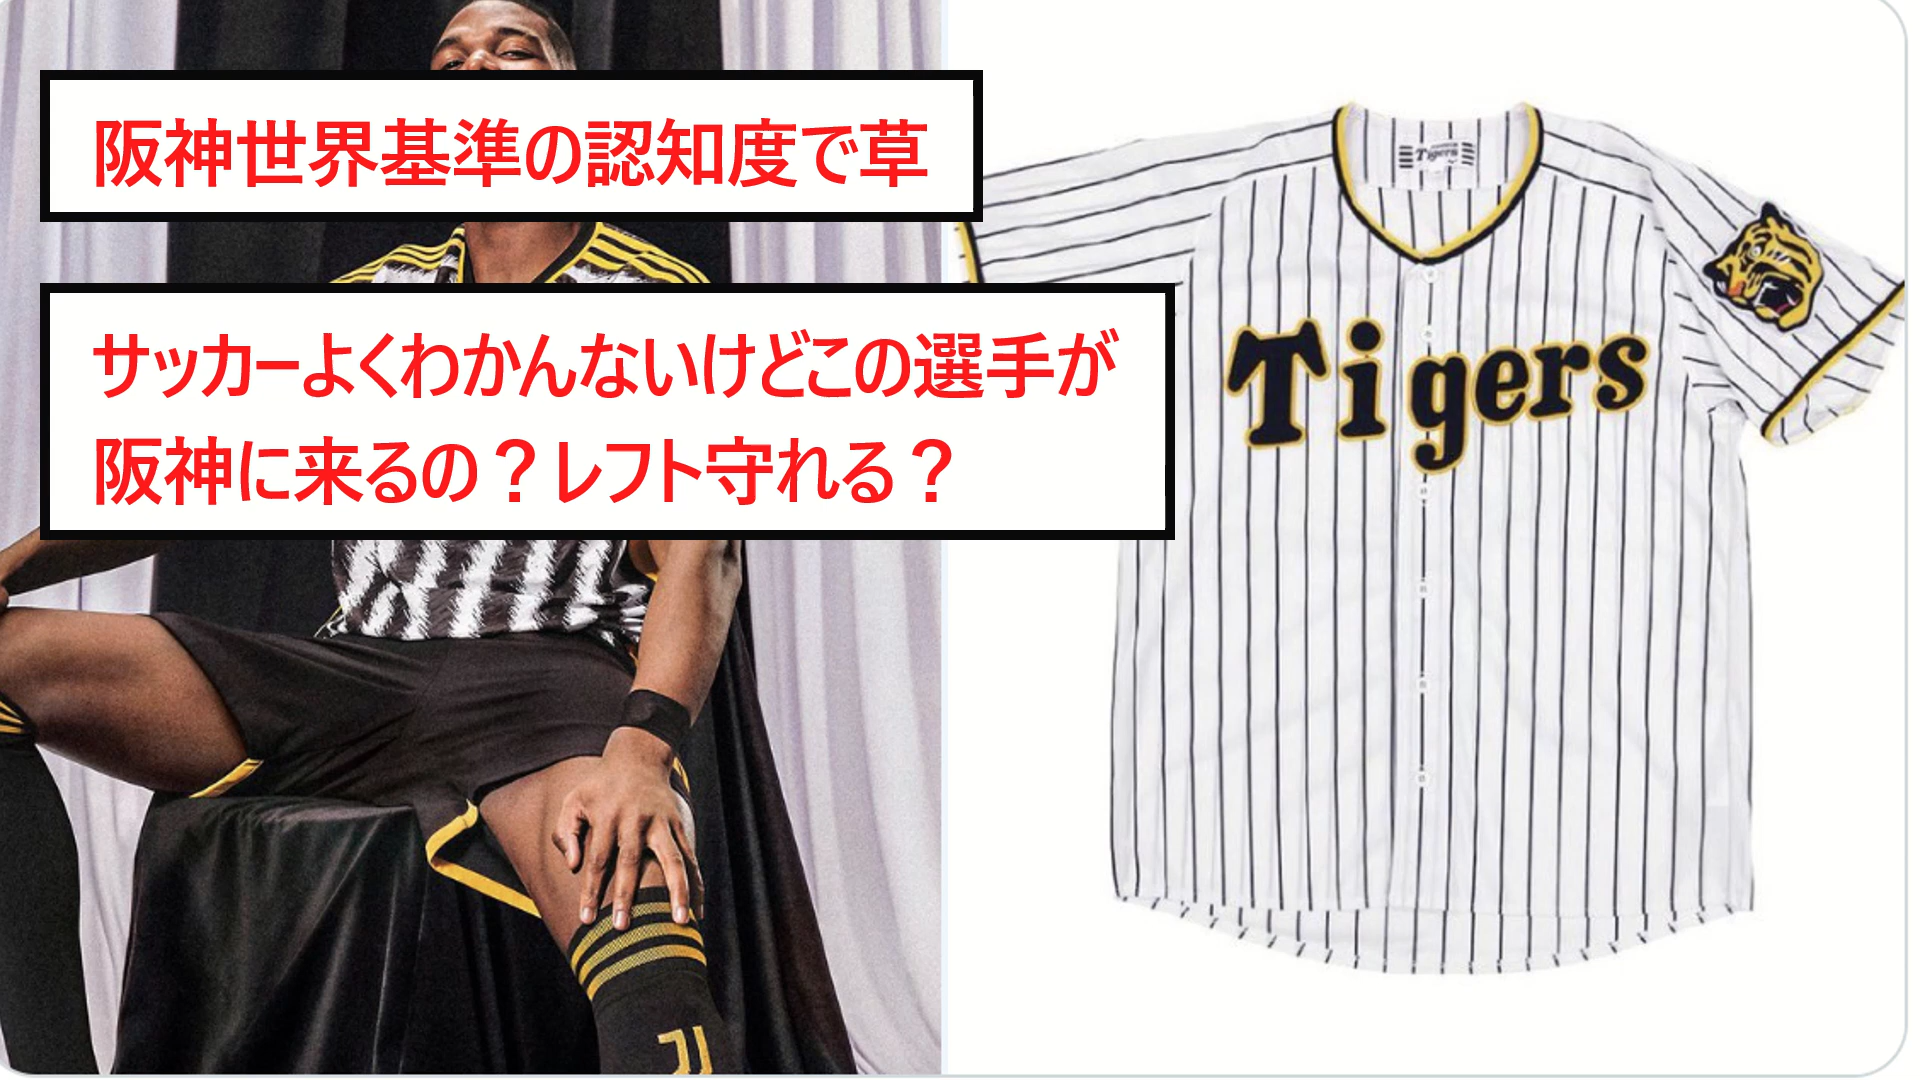 阪神世界基準の認知度で草
サッカーよくわかんないけどこの選手が
阪神に来るの？レフト守れる？
Tigers
Tigers